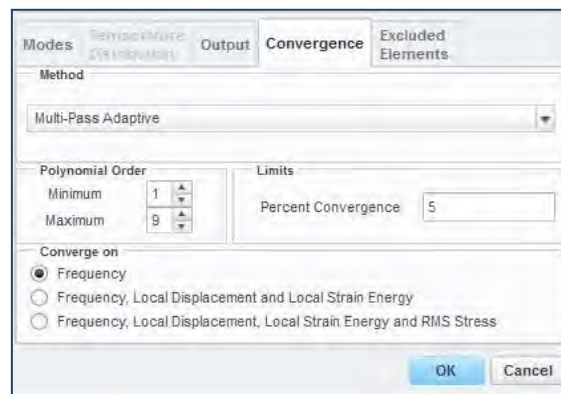 Modes Temperature Distribution Output Convergence Excluded Elements
Method
Multi-Pass Adaptive
Polynomial Order
Minimum 1
Maximum 9
Limits
Percent Convergence 5
Converge on
Frequency
Frequency, Local Displacement and Local Strain Energy
Frequency, Local Displacement, Local Strain Energy and RMS Stress
OK Cancel